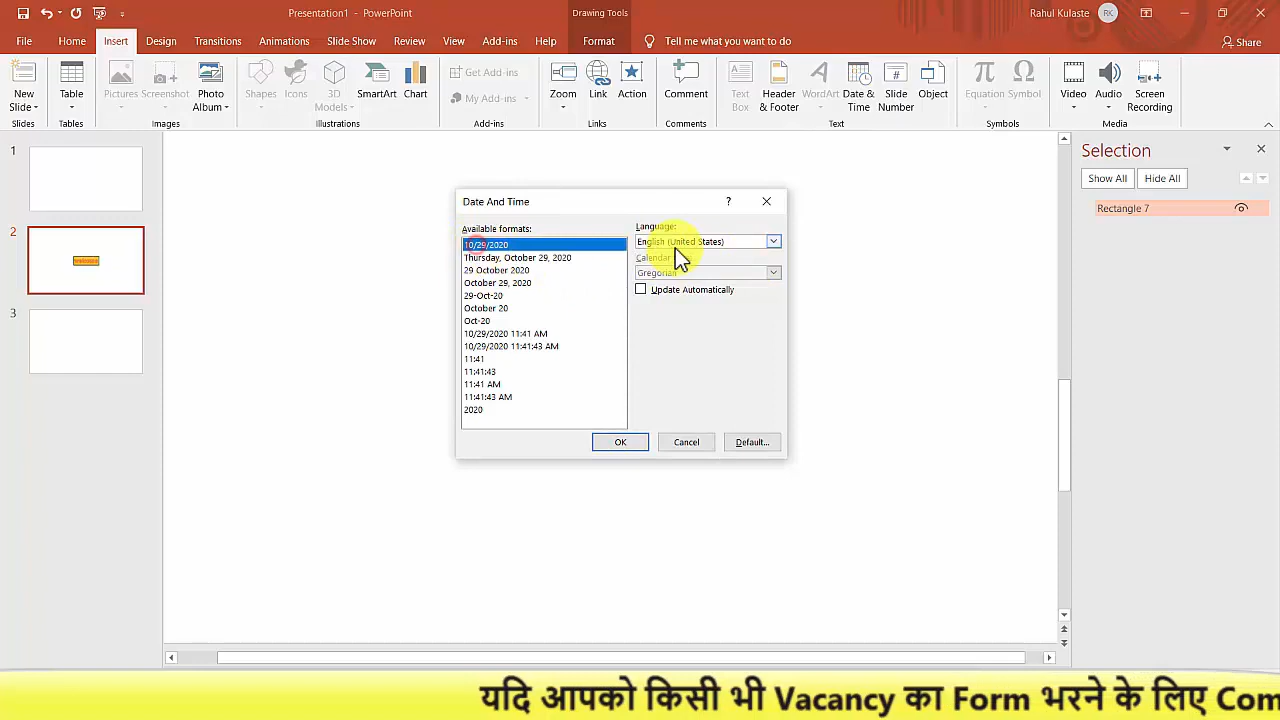 Presentation1 - PowerPoint
Drawing Tools
Rahul Kulaste
RK
File
Home
Insert
Design
Transitions
Animations
Slide Show
Review
View
Add-ins
Help
Format
Tell me what you want to do
Share
New Slide
Table
Pictures
Screenshot
Photo Album
Shapes
Icons
3D Models
SmartArt
Chart
Get Add-ins
My Add-ins
Zoom
Link
Action
Comment
Text Box
Header & Footer
WordArt
Date & Time
Slide Number
Object
Equation
Symbol
Video
Audio
Screen Recording
Slides
Tables
Images
Illustrations
Add-ins
Links
Comments
Text
Symbols
Media
1
2
3
Date And Time
?
Available formats:
10/29/2020
Thursday, October 29, 2020
29 October 2020
October 29, 2020
29-Oct-20
October 20
Oct-20
10/29/2020 11:41 AM
10/29/2020 11:41:43 AM
11:41
11:41:43
11:41 AM
11:41:43 AM
2020
Language:
English (United States)
Calendar
Gregorian
Update Automatically
OK
Cancel
Default...
Selection
Show All
Hide All
Rectangle 7
यदि आपको किसी भी Vacancy का Form भरने के लिए Com